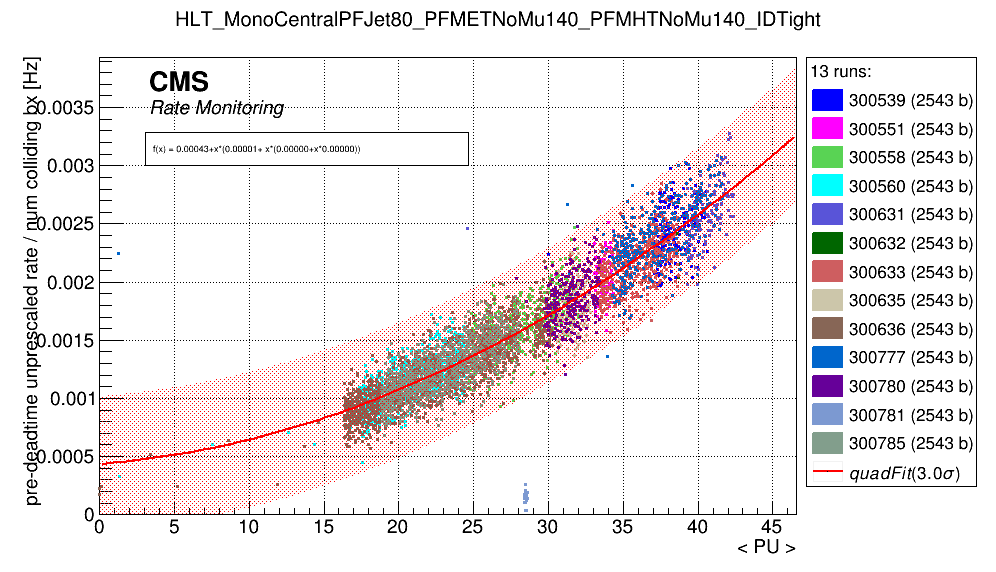 HLT_MonoCentralPFJet80_PFMETNoMu140_PFMHTNoMu140_IDTight
pre-deadtime unprescaled rate / num colliding bx [Hz]
CMS
Rate Monitoring
f(x) = 0.00043+x*(0.00001+ x*(0.00000+x*0.00000))
0.0035
0.003
0.0025
0.002
0.0015
0.001
0.0005
0
0 5 10 15 20 25 30 35 40 45
< PU >
13 runs:
300539 (2543 b)
300551 (2543 b)
300558 (2543 b)
300560 (2543 b)
300631 (2543 b)
300632 (2543 b)
300633 (2543 b)
300635 (2543 b)
300636 (2543 b)
300777 (2543 b)
300780 (2543 b)
300781 (2543 b)
300785 (2543 b)
quadFit(3.0σ)